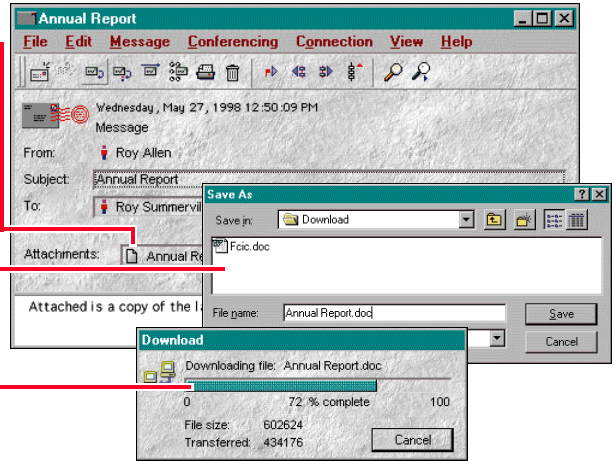 Annual Report
File Edit Message Conferencing Connection View Help
Wednesday, May 27, 1998 12:50:09 PM
Message
From: Roy Allen
Subject: Annual Report
To: Roy Summervil
Attachments: Annual Re
Attached is a copy of the l
Save As
Save in: Download
Fcic.doc
File name: Annual Report.doc Save
Cancel
Download
Downloading file: Annual Report.doc
0 72 % complete 100
File size: 602624
Transferred: 434176 Cancel